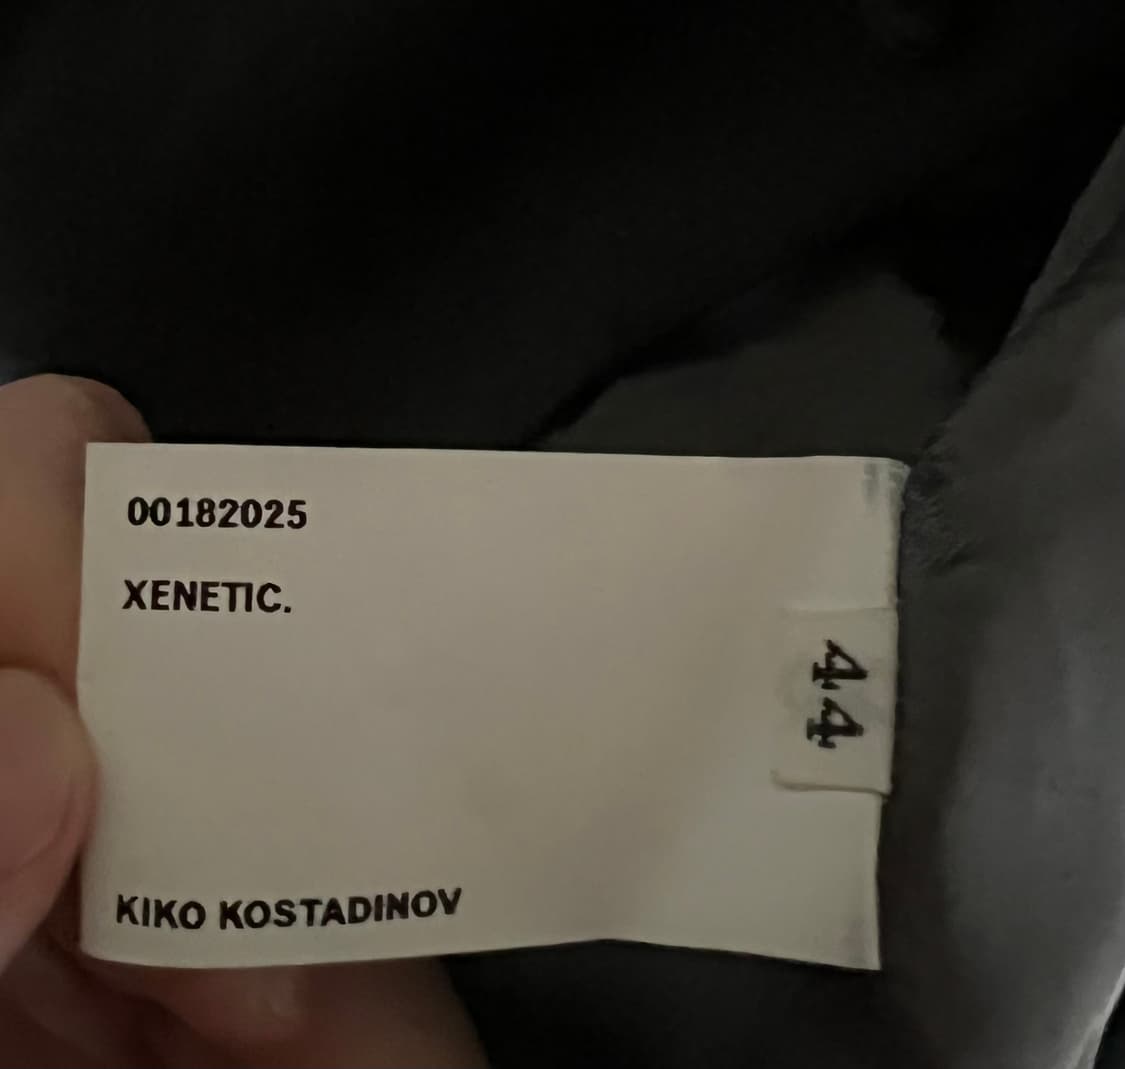 00182025
XENETIC.
44
KIKO KOSTADINOV